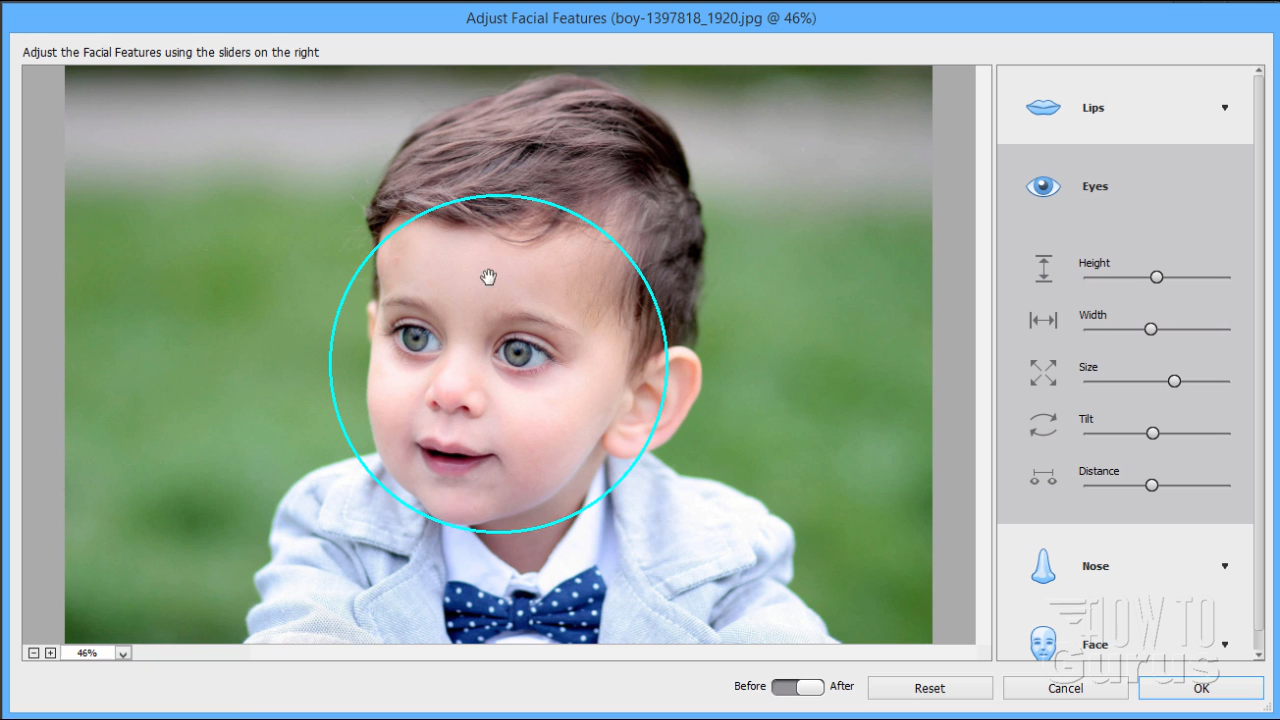 Adjust Facial Features (boy-1397818_1920.jpg @ 46%)
Adjust the Facial Features using the sliders on the right
Lips
Eyes
Height
Width
Size
Tilt
Distance
Nose
Face
HOW TO
Gurus
46%
Before After Reset Cancel OK